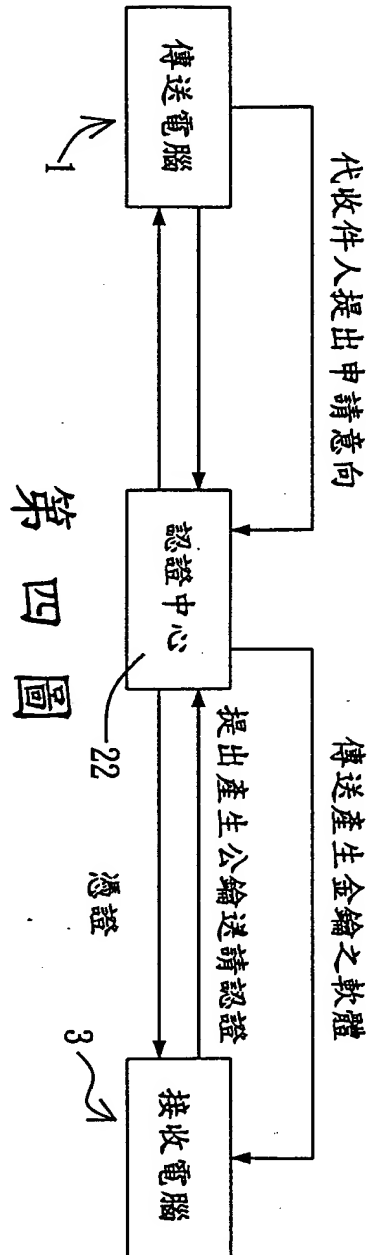 傳送電腦
1
代收件人提出申請意向
認證中心
22
傳送產生金鑰之軟體
提出產生公鑰送請認證
憑證
接收電腦
3
第四圖